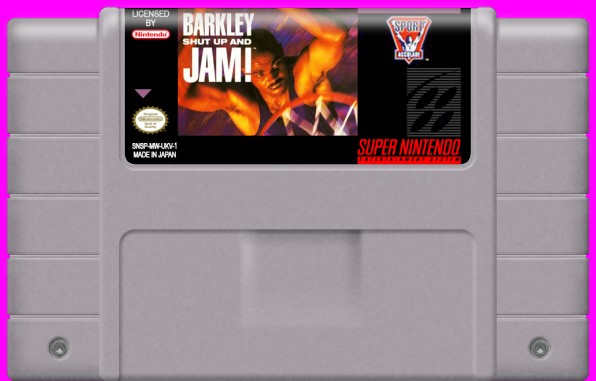 LICENSED
BY
Nintendo
BARKLEY
SHUT UP AND
JAM!
SPORT
ACCOLADE
Nintendo
SNSP-MW-UKV-1
MADE IN JAPAN
SUPER NINTENDO
ENTERTAINMENT SYSTEM